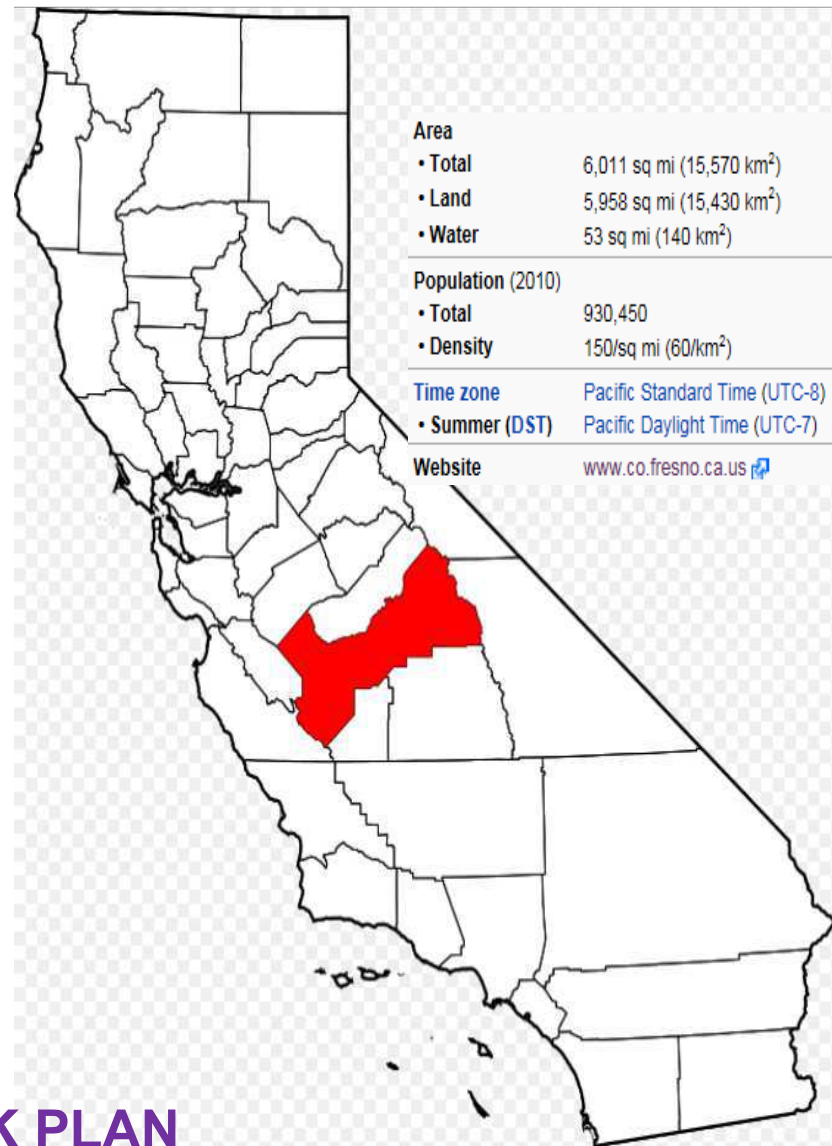 Area
• Total 6,011 sq mi (15,570 km²)
• Land 5,958 sq mi (15,430 km²)
• Water 53 sq mi (140 km²)
Population (2010)
• Total 930,450
• Density 150/sq mi (60/km²)
Time zone Pacific Standard Time (UTC-8)
• Summer (DST) Pacific Daylight Time (UTC-7)
Website www.co.fresno.ca.us
K PLAN